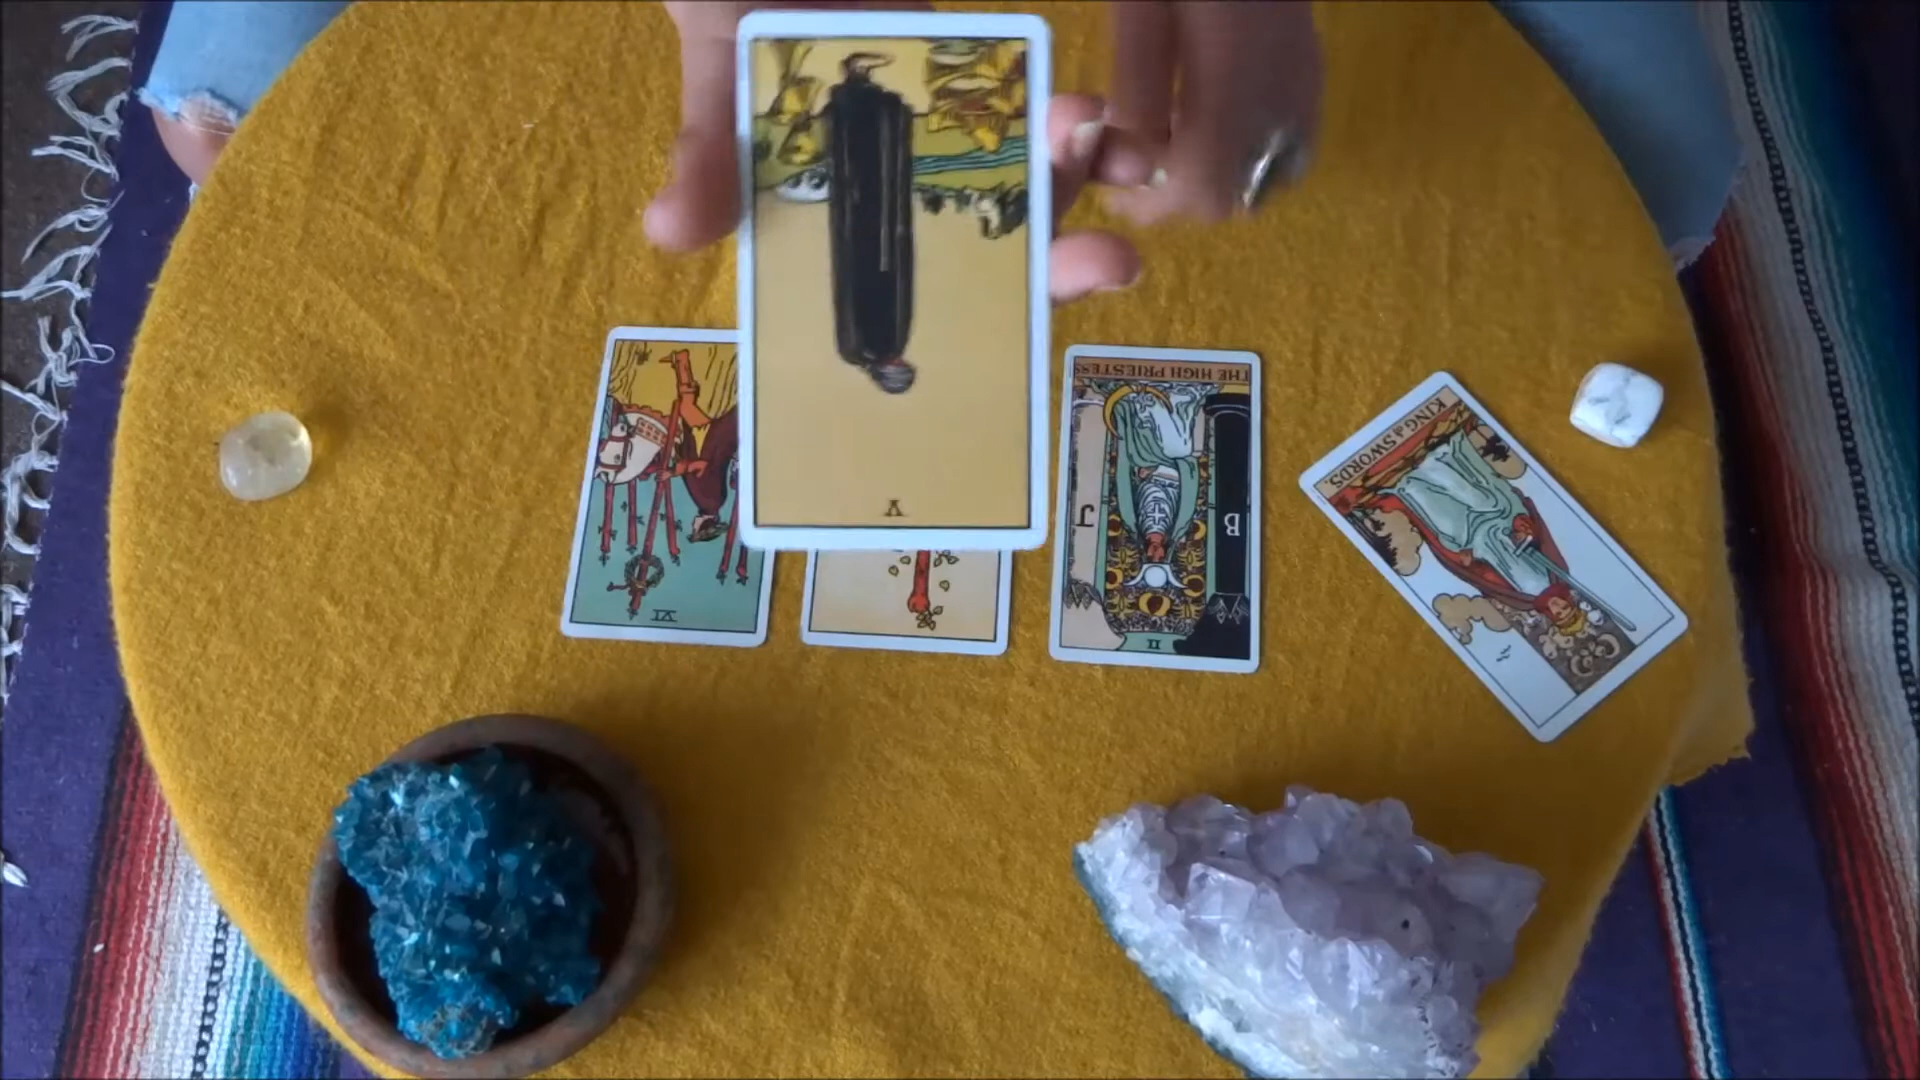 V
VI
THE HIGH PRIESTESS
J
B
II
KING of SWORDS.